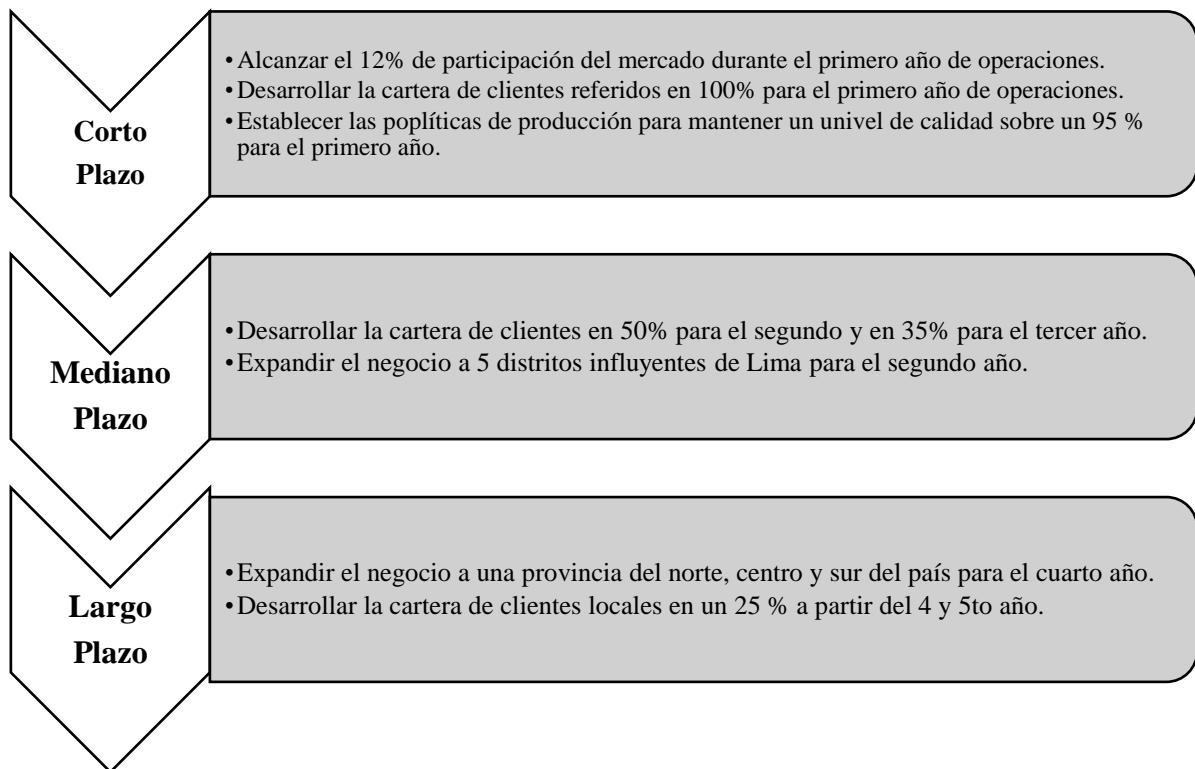 Corto
Plazo
•Alcanzar el 12% de participación del mercado durante el primero año de operaciones.
•Desarrollar la cartera de clientes referidos en 100% para el primero año de operaciones.
•Establecer las poplíticas de producción para mantener un univel de calidad sobre un 95 %
para el primero año.
Mediano
Plazo
•Desarrollar la cartera de clientes en 50% para el segundo y en 35% para el tercer año.
•Expandir el negocio a 5 distritos influyentes de Lima para el segundo año.
Largo
Plazo
•Expandir el negocio a una provincia del norte, centro y sur del país para el cuarto año.
•Desarrollar la cartera de clientes locales en un 25 % a partir del 4 y 5to año.